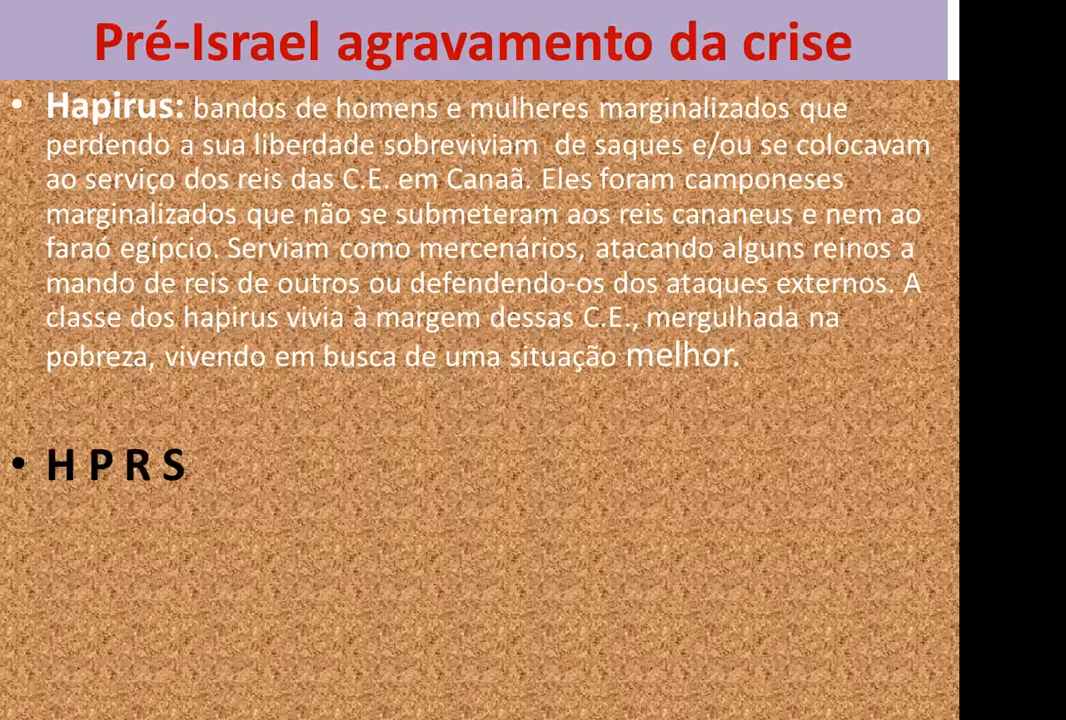 Pré-Israel agravamento da crise
• Hapirus: bandos de homens e mulheres marginalizados que
perdendo a sua liberdade sobreviviam de saques e/ou se colocavam
ao serviço dos reis das C.E. em Canaã. Eles foram camponeses
marginalizados que não se submeteram aos reis cananeus e nem ao
faraó egípcio. Serviam como mercenários, atacando alguns reinos a
mando de reis de outros ou defendendo-os dos ataques externos. A
classe dos hapirus vivia à margem dessas C.E., mergulhada na
pobreza, vivendo em busca de uma situação melhor.
• H P R S